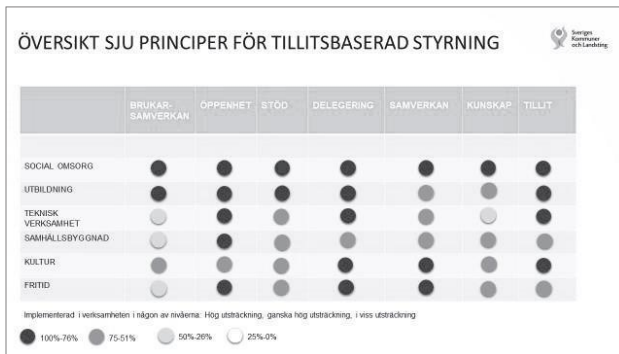 ÖVERSIKT SJU PRINCIPER FÖR TILLITSBASERAD STYRNING
Sveriges
Kommuner
och Landsting
BRUKAR-
SAMVERKAN ÖPPENHET STÖD DELEGERING SAMVERKAN KUNSKAP TILLIT
SOCIAL OMSORG
UTBILDNING
TEKNISK
VERKSAMHET
SAMHÄLLSBYGGNAD
KULTUR
FRITID
Implementerad i verksamheten i någon av nivåerna: Hög utsträckning, ganska hög utsträckning, i viss utsträckning
100%-76% 75-51% 50%-26% 25%-0%